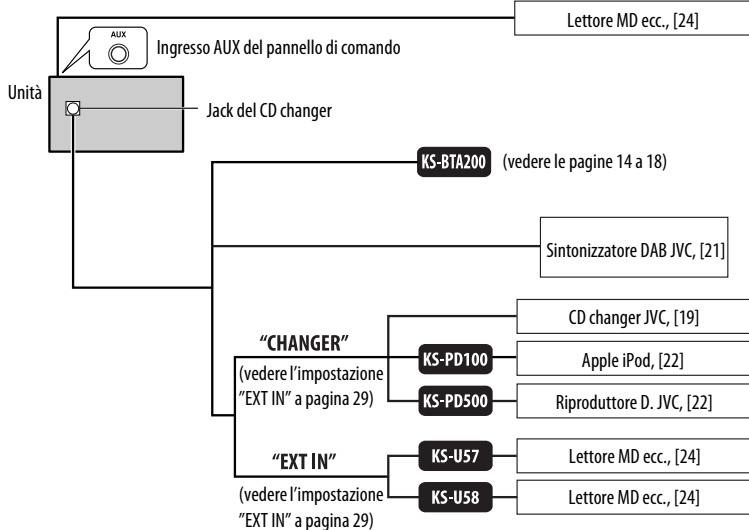 Lettore MD ecc., [24]
AUX
Ingresso AUX del pannello di comando
Unità
Jack del CD changer
KS-BTA200 (vedere le pagine 14 a 18)
Sintonizzatore DAB JVC, [21]
CD changer JVC, [19]
"CHANGER"
(vedere l'impostazione
"EXT IN" a pagina 29)
KS-PD100
Apple iPod, [22]
KS-PD500
Riproduttore D. JVC, [22]
"EXT IN"
(vedere l'impostazione
"EXT IN" a pagina 29)
KS-U57
Lettore MD ecc., [24]
KS-U58
Lettore MD ecc., [24]